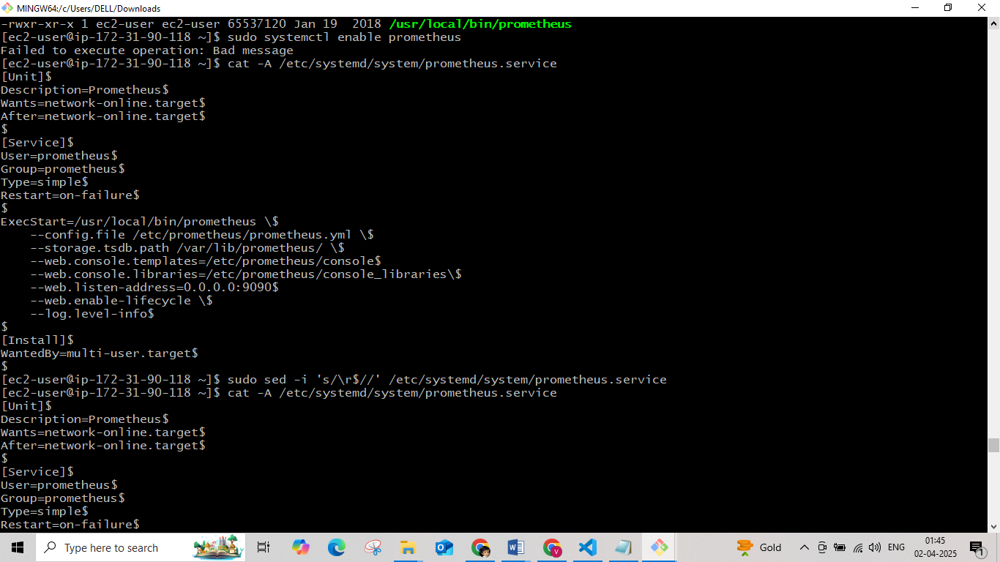 MINGW64:/c/Users/DELL/Downloads
-rwxr-xr-x 1 ec2-user ec2-user 65537120 Jan 19  2018 /usr/local/bin/prometheus
[ec2-user@ip-172-31-90-118 ~]$ sudo systemctl enable prometheus
Failed to execute operation: Bad message
[ec2-user@ip-172-31-90-118 ~]$ cat -A /etc/systemd/system/prometheus.service
[Unit]$
Description=Prometheus$
Wants=network-online.target$
After=network-online.target$
$
[Service]$
User=prometheus$
Group=prometheus$
Type=simple$
Restart=on-failure$
$
ExecStart=/usr/local/bin/prometheus \$
    --config.file /etc/prometheus/prometheus.yml \$
    --storage.tsdb.path /var/lib/prometheus/ \$
    --web.console.templates=/etc/prometheus/console$
    --web.console.libraries=/etc/prometheus/console_libraries\$
    --web.listen-address=0.0.0.0:9090$
    --web.enable-lifecycle \$
    --log.level-info$
$
[Install]$
WantedBy=multi-user.target$
$
[ec2-user@ip-172-31-90-118 ~]$ sudo sed -i 's/\r$//' /etc/systemd/system/prometheus.service
[ec2-user@ip-172-31-90-118 ~]$ cat -A /etc/systemd/system/prometheus.service
[Unit]$
Description=Prometheus$
Wants=network-online.target$
After=network-online.target$
$
[Service]$
User=prometheus$
Group=prometheus$
Type=simple$
Restart=on-failure$
Type here to search
Gold
ENG
01:45
02-04-2025
1